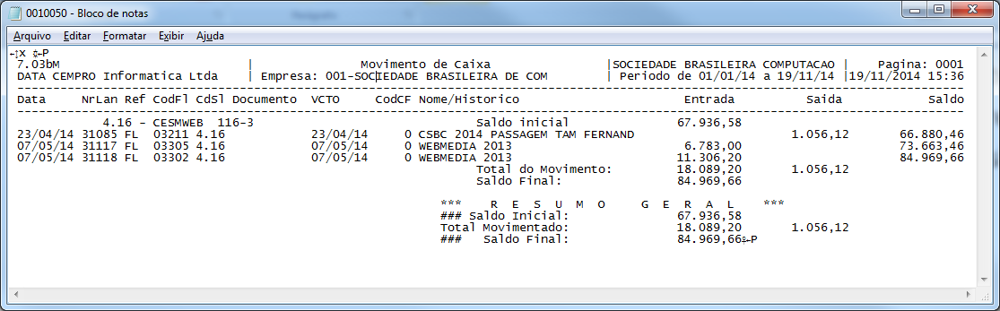 0010050 - Bloco de notas
Arquivo Editar Formatar Exibir Ajuda
←↕X ↨←P
7.03bM | Movimento de Caixa |SOCIEDADE BRASILEIRA COMPUTACAO | Pagina: 0001
DATA CEMPRO Informatica Ltda | Empresa: 001-SOCIEDADE BRASILEIRA DE COM | Periodo de 01/01/14 a 19/11/14 |19/11/2014 15:36
Data NrLan Ref CodFl CdSl Documento VCTO CodCF Nome/Historico Entrada Saida Saldo
4.16 - CESMWEB 116-3 Saldo inicial 67.936,58
23/04/14 31085 FL 03211 4.16 23/04/14 0 CSBC 2014 PASSAGEM TAM FERNAND 1.056,12 66.880,46
07/05/14 31117 FL 03305 4.16 07/05/14 0 WEBMEDIA 2013 6.783,00 73.663,46
07/05/14 31118 FL 03302 4.16 07/05/14 0 WEBMEDIA 2013 11.306,20 84.969,66
Total do Movimento: 18.089,20 1.056,12
Saldo Final: 84.969,66
*** R E S U M O G E R A L ***
### Saldo Inicial: 67.936,58
Total Movimentado: 18.089,20 1.056,12
### Saldo Final: 84.969,66↨←P